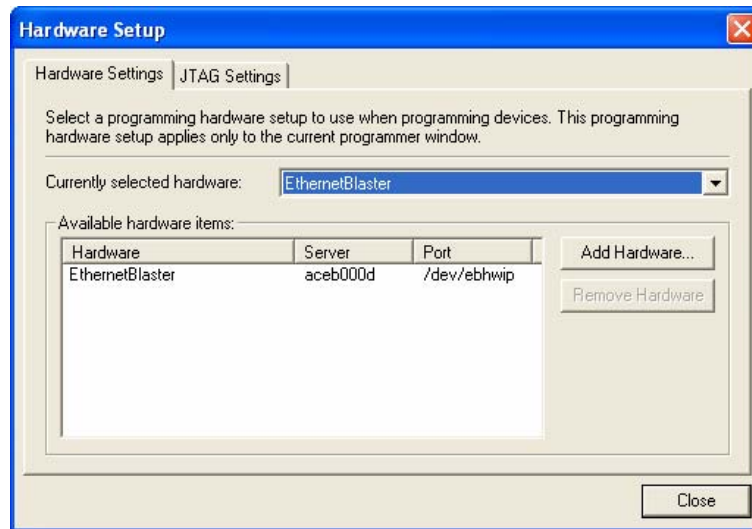 Hardware Setup
Hardware Settings JTAG Settings
Select a programming hardware setup to use when programming devices. This programming
hardware setup applies only to the current programmer window.
Currently selected hardware: EthernetBlaster
Available hardware items:
Hardware Server Port
EthernetBlaster aceb000d /dev/ebhwip
Add Hardware...
Remove Hardware
Close